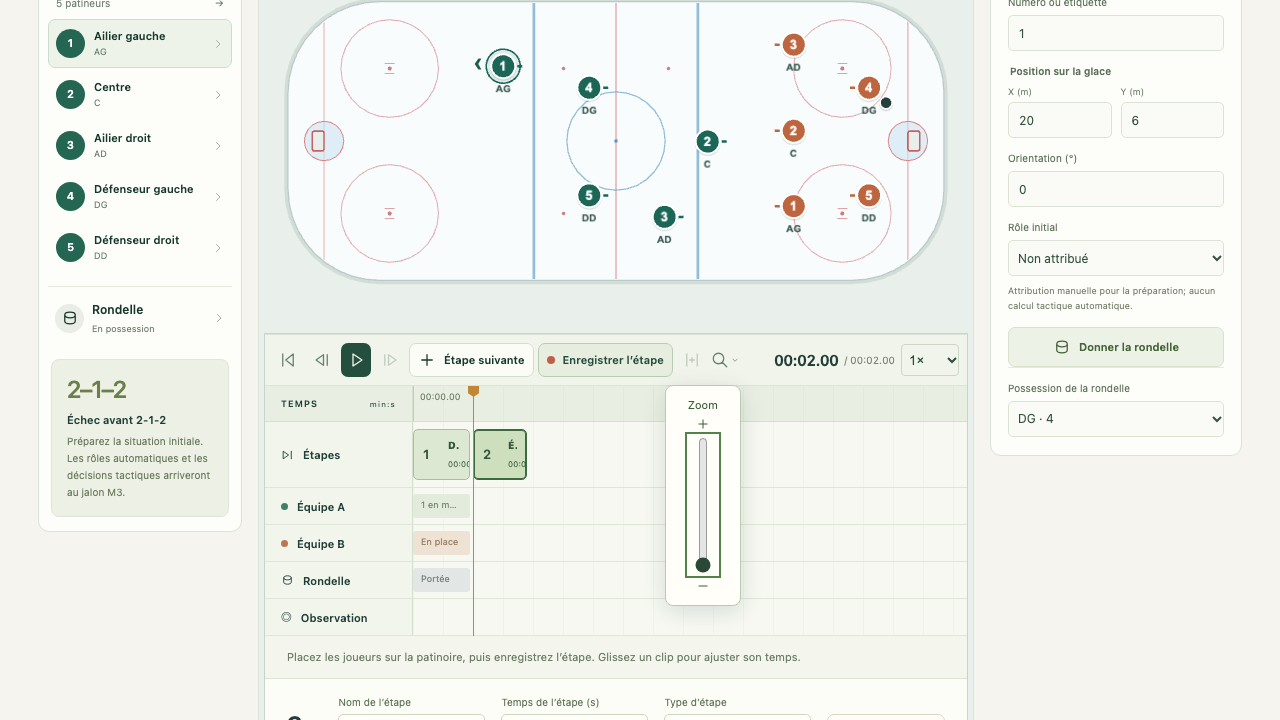 5 patineurs
1
Ailier gauche
AG
2
Centre
C
3
Ailier droit
AD
4
Défenseur gauche
DG
5
Défenseur droit
DD
Rondelle
En possession
2–1–2
Échec avant 2-1-2
Préparez la situation initiale.
Les rôles automatiques et les
décisions tactiques arriveront
au jalon M3.
1
AG
4
DG
2
C
5
DD
3
AD
3
AD
4
DG
2
C
1
AG
5
DD
Étape suivante
Enregistrer l’étape
00:02.00 / 00:02.00
1×
TEMPS
min:s
00:00.00
Étapes
1
D.
00:00
2
É.
00:0
Équipe A
1 en m…
Équipe B
En place
Rondelle
Portée
Observation
Zoom
+
−
Placez les joueurs sur la patinoire, puis enregistrez l’étape. Glissez un clip pour ajuster son temps.
Nom de l’étape
Temps de l’étape (s)
Type d’étape
Numéro ou étiquette
1
Position sur la glace
X (m)
Y (m)
20
6
Orientation (°)
0
Rôle initial
Non attribué
Attribution manuelle pour la préparation; aucun
calcul tactique automatique.
Donner la rondelle
Possession de la rondelle
DG · 4